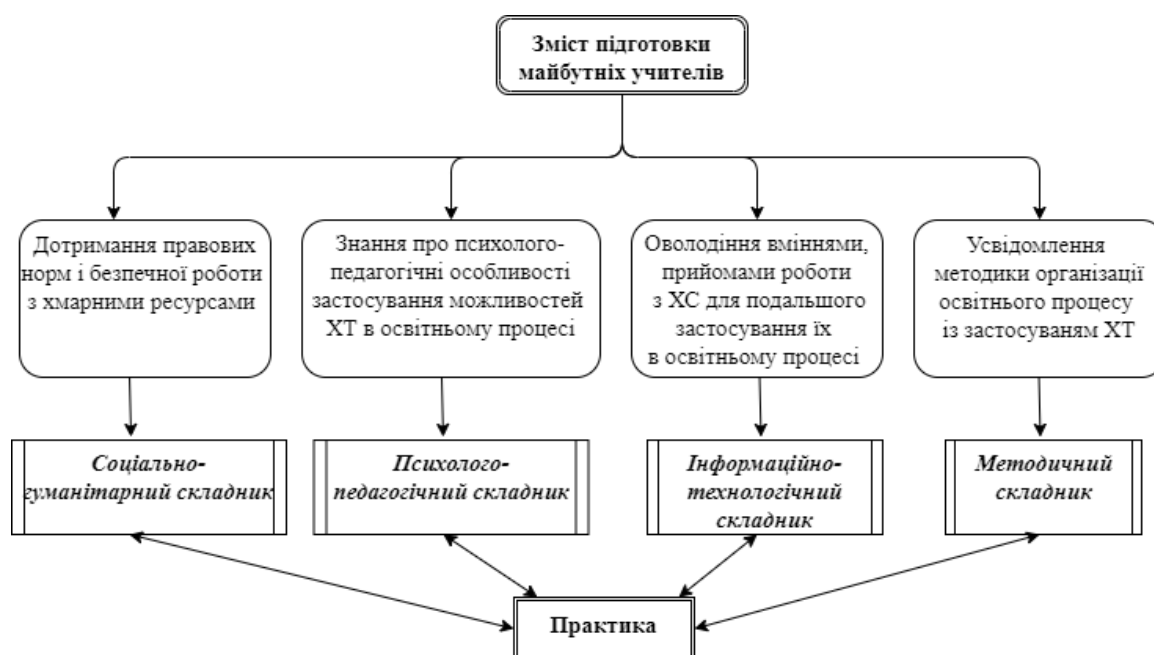 Зміст підготовки
майбутніх учителів
Дотримання правових
норм і безпечної роботи
з хмарними ресурсами
Знання про психолого-
педагогічні особливості
застосування можливостей
ХТ в освітньому процесі
Оволодіння вміннями,
прийомами роботи
з ХС для подальшого
застосування їх
в освітньому процесі
Усвідомлення
методики організації
освітнього процесу
із застосуваням ХТ
Соціально-
гуманітарний складник
Психолого-
педагогічний складник
Інформаційно-
технологічний
складник
Методичний
складник
Практика